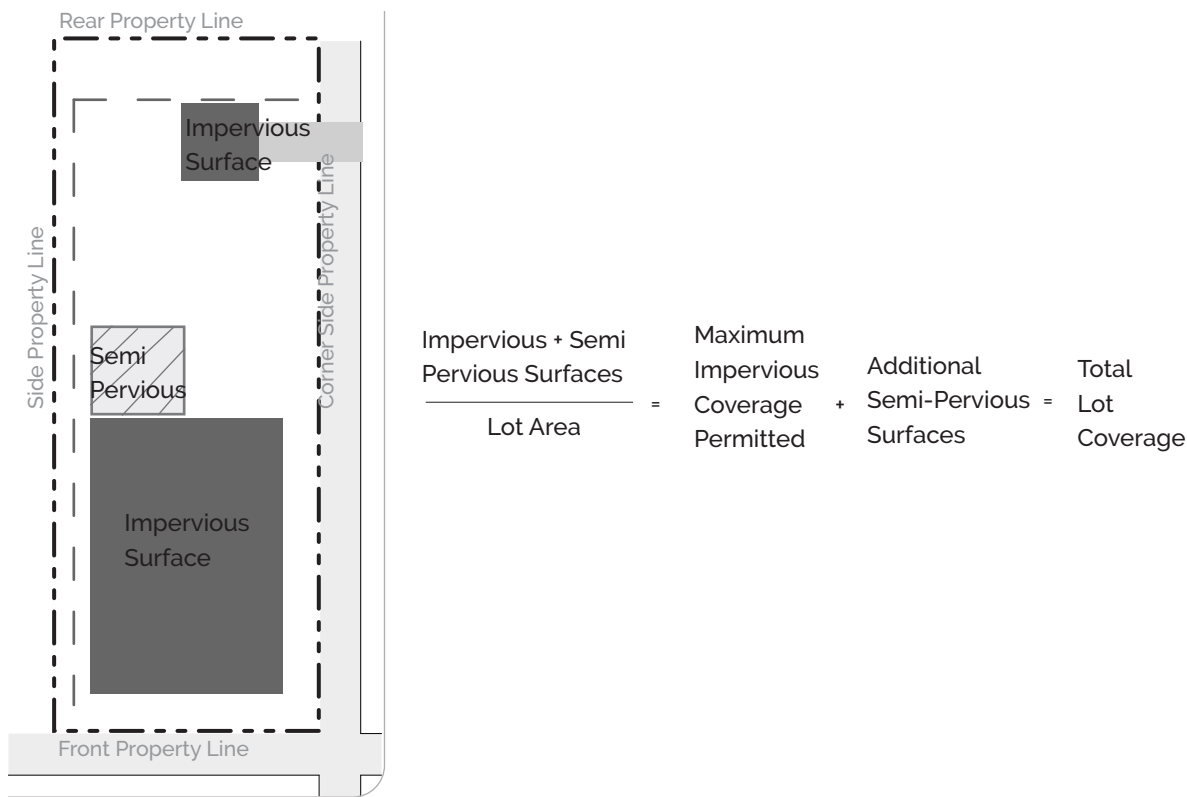 Rear Property Line
Impervious
Surface
Side Property Line
Corner Side Property Line
Semi
Pervious
Impervious
Surface
Front Property Line
Impervious + Semi
Pervious Surfaces
Lot Area
=
Maximum
Impervious
Coverage
Permitted
+
Additional
Semi-Pervious
Surfaces
=
Total
Lot
Coverage